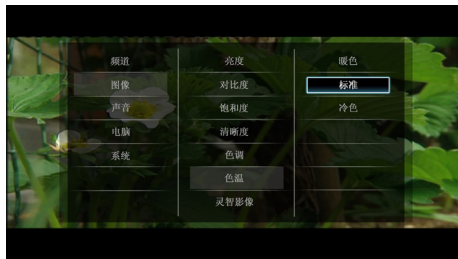 频道
图像
声音
电脑
系统
亮度
对比度
饱和度
清晰度
色调
色温
灵智影像
暖色
标准
冷色